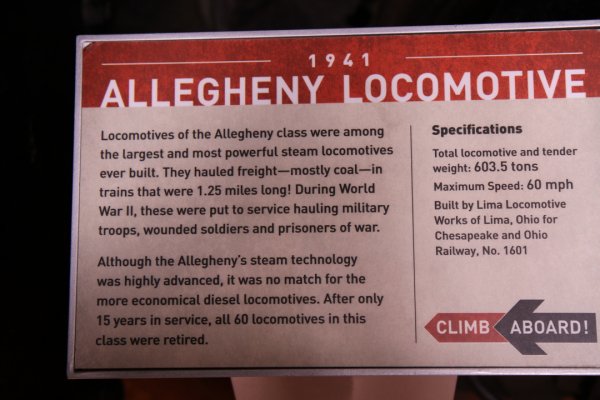 1941
ALLEGHENY LOCOMOTIVE
Locomotives of the Allegheny class were among
the largest and most powerful steam locomotives
ever built. They hauled freight—mostly coal—in
trains that were 1.25 miles long! During World
War II, these were put to service hauling military
troops, wounded soldiers and prisoners of war.
Although the Allegheny's steam technology
was highly advanced, it was no match for the
more economical diesel locomotives. After only
15 years in service, all 60 locomotives in this
class were retired.
Specifications
Total locomotive and tender
weight: 603.5 tons
Maximum Speed: 60 mph
Built by Lima Locomotive
Works of Lima, Ohio for
Chesapeake and Ohio
Railway, No. 1601
CLIMB ABOARD!